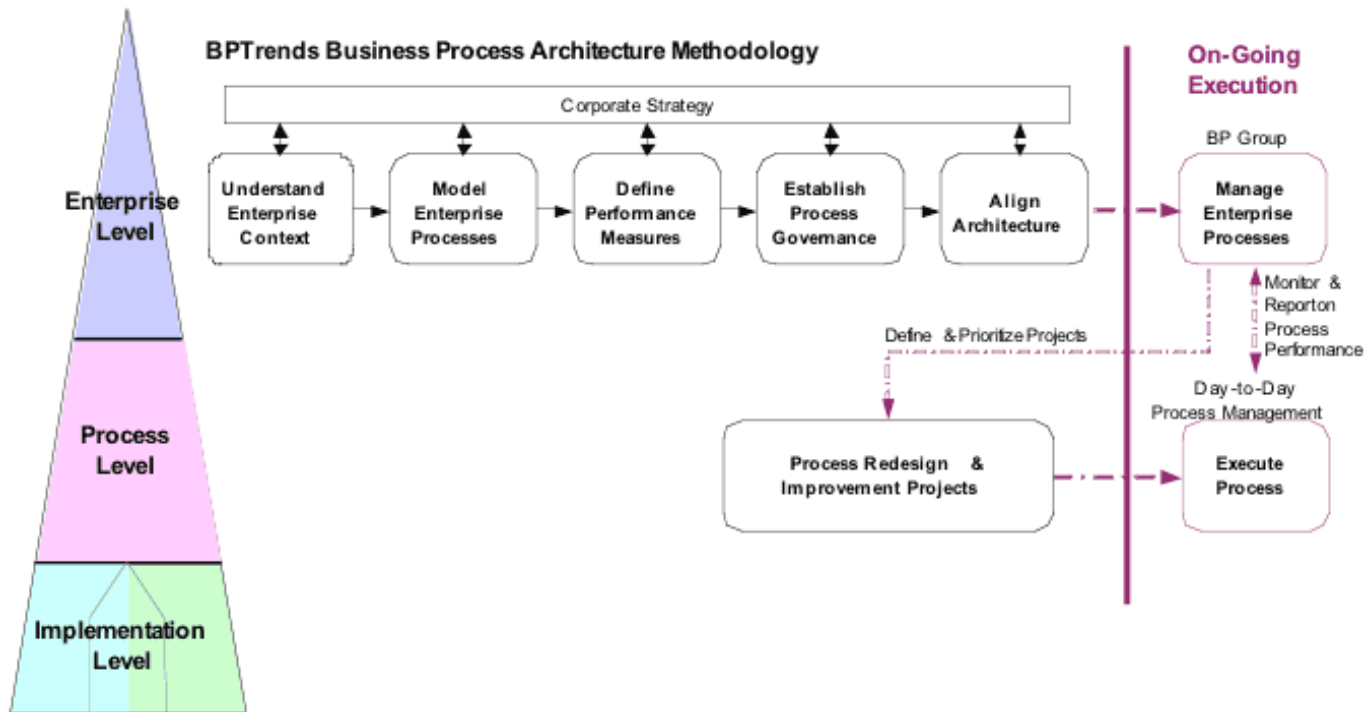 BPTrends Business Process Architecture Methodology
On-Going
Execution
Corporate Strategy
BP Group
Enterprise
Level
Understand
Enterprise
Context
Model
Enterprise
Processes
Define
Performance
Measures
Establish
Process
Governance
Align
Architecture
Manage
Enterprise
Processes
Monitor &
Reporton
Process
Performance
Define & Prioritize Projects
Day-to-Day
Process Management
Process
Level
Process Redesign &
Improvement Projects
Execute
Process
Implementation
Level